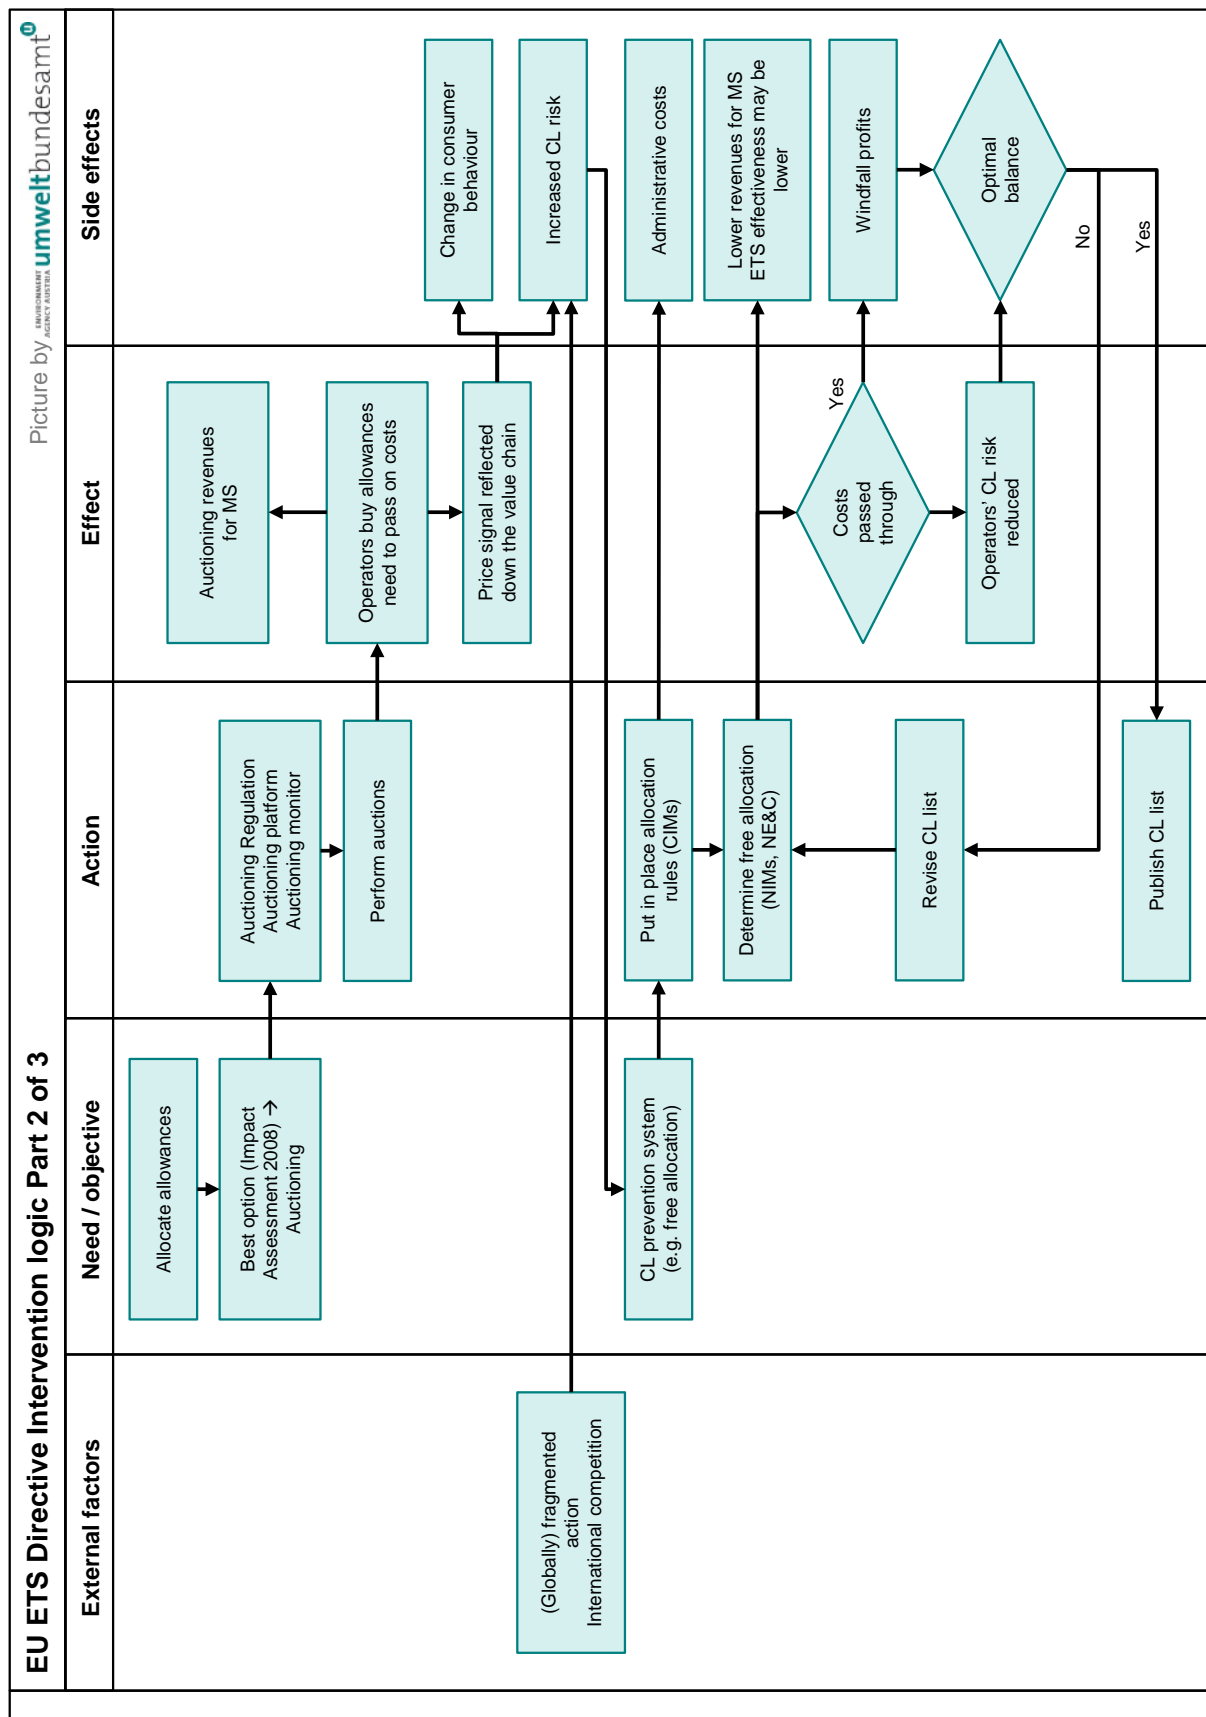 EU ETS Directive Intervention logic Part 2 of 3
Picture by ENVIRONMENT
AGENCY AUSTRIA umweltbundesamt
u
External factors
Need / objective
Action
Effect
Side effects
Allocate allowances
Best option (Impact
Assessment 2008) →
Auctioning
Auctioning Regulation
Auctioning platform
Auctioning monitor
Perform auctions
Auctioning revenues
for MS
Operators buy allowances
need to pass on costs
Price signal reflected
down the value chain
Change in consumer
behaviour
Increased CL risk
(Globally) fragmented
action
International competition
CL prevention system
(e.g. free allocation)
Put in place allocation
rules (CIMs)
Administrative costs
Determine free allocation
(NIMs, NE&C)
Lower revenues for MS
ETS effectiveness may be
lower
Costs
passed
through
Yes
Windfall profits
Revise CL list
Operators' CL risk
reduced
Optimal
balance
No
Yes
Publish CL list